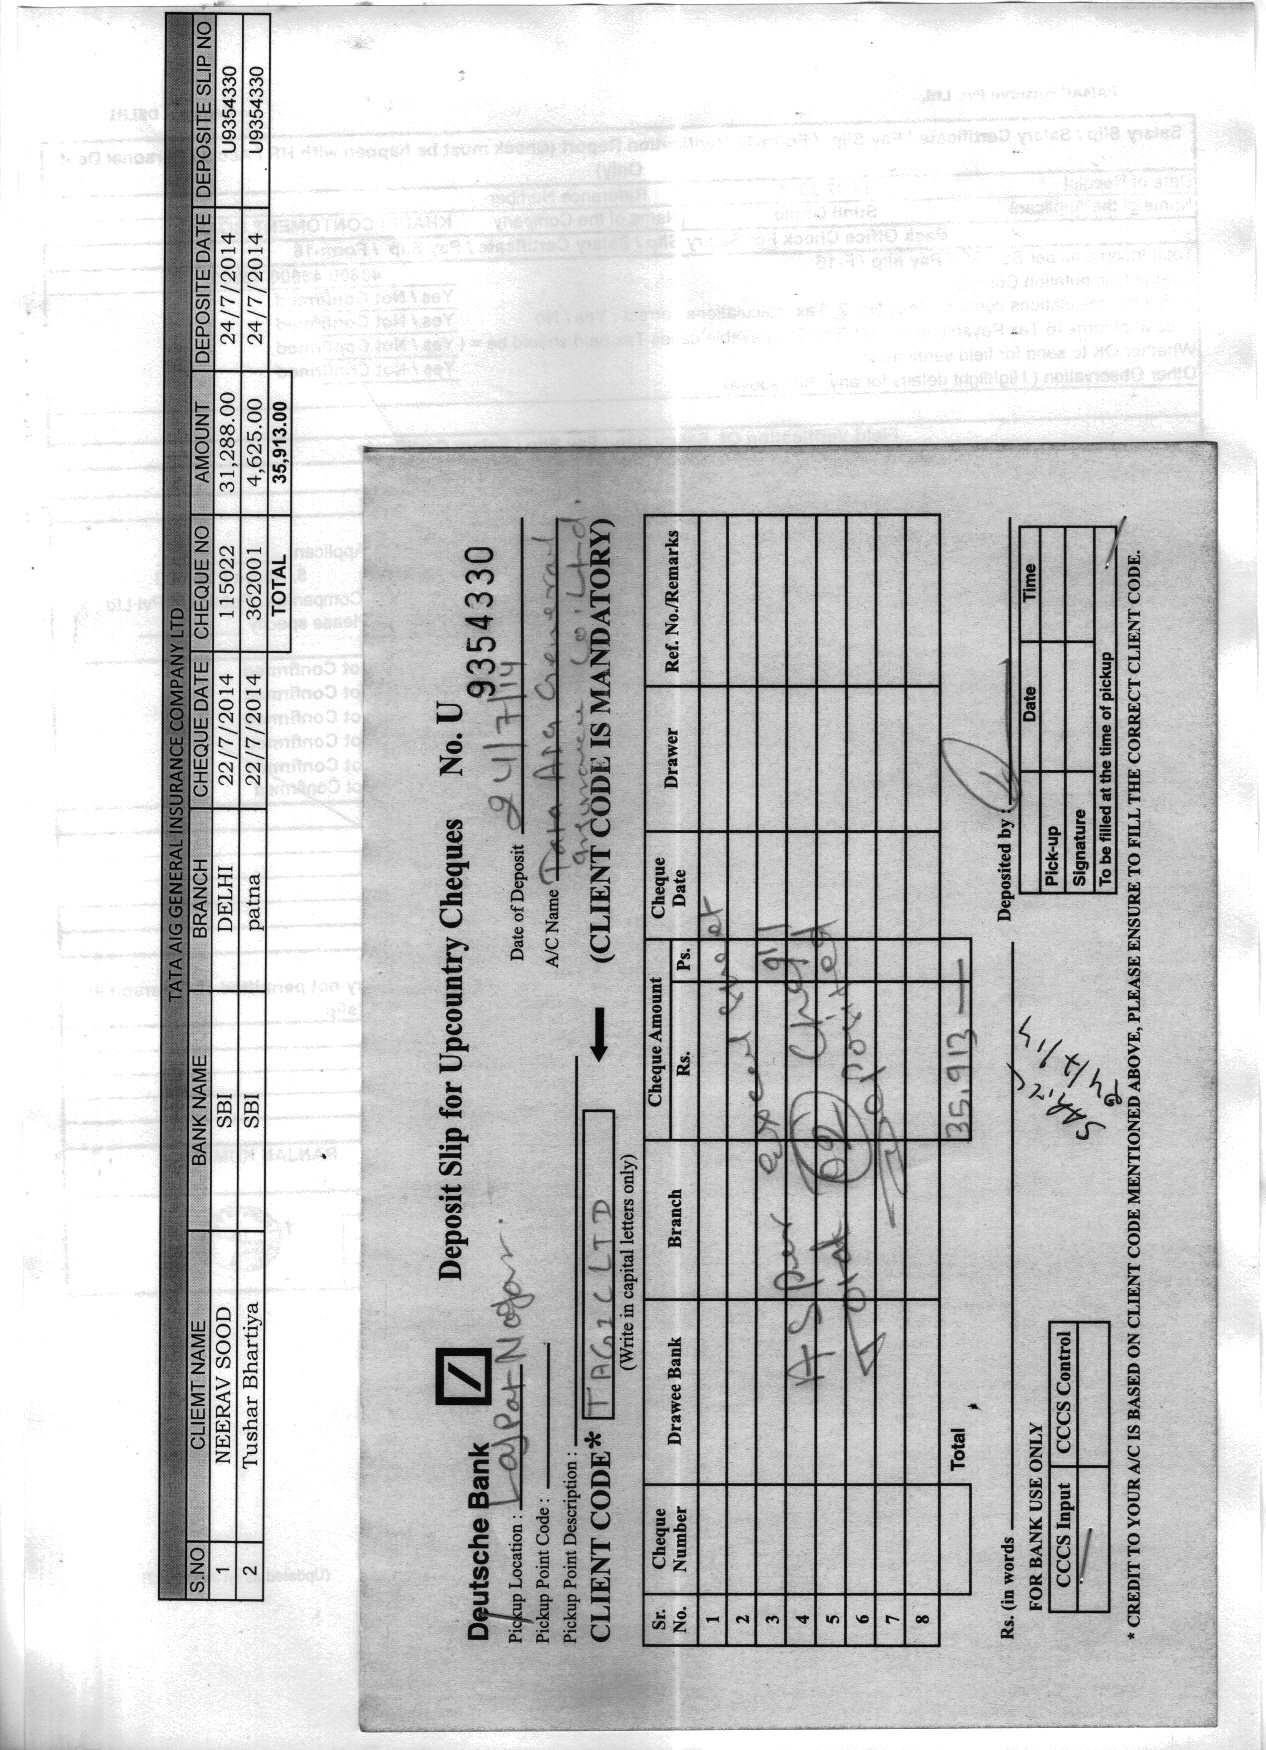 TATA AIG GENERAL INSURANCE COMPANY LTD
S.NO CLIEMT NAME BANK NAME BRANCH CHEQUE DATE CHEQUE NO AMOUNT DEPOSITE DATE DEPOSITE SLIP NO
1 NEERAV SOOD SBI DELHI 22/7/2014 115022 31,288.00 24/7/2014 U9354330
2 Tushar Bhartiya SBI patna 22/7/2014 362001 4,625.00 24/7/2014 U9354330
TOTAL 35,913.00
Deutsche Bank Deposit Slip for Upcountry Cheques No. U 9354330
Pickup Location : Lajpat Nagar. Date of Deposit 24/7/14
Pickup Point Code : A/C Name Tata AIG General
Pickup Point Description : Insurance Co. Ltd.
CLIENT CODE* TAGICLTD (CLIENT CODE IS MANDATORY)
(Write in capital letters only)
Sr. No. Cheque Number Drawee Bank Branch Cheque Amount Rs. Ps. Cheque Date Drawer Ref. No./Remarks
1
2
3
4
5
6
7
8
As per excel sheet
Total 02 Chq's
Deposited
Total 35,913
Rs. (in words Deposited by :
24/7/14
FOR BANK USE ONLY
CCCS Input CCCS Control
Date Time
Pick-up
Signature
To be filled at the time of pickup
* CREDIT TO YOUR A/C IS BASED ON CLIENT CODE MENTIONED ABOVE, PLEASE ENSURE TO FILL THE CORRECT CLIENT CODE.